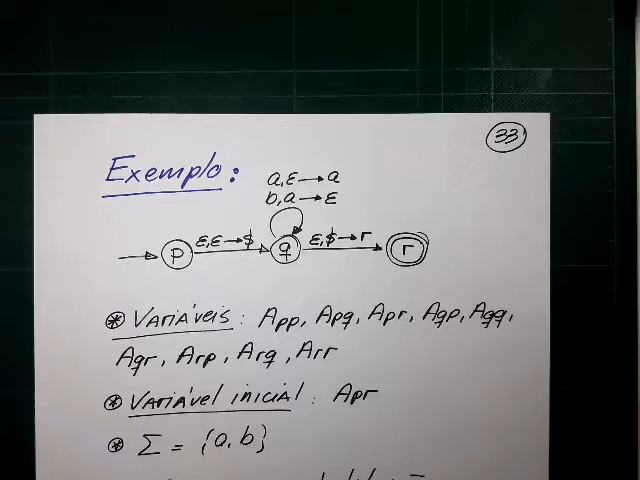 33
Exemplo:
a,ε→a
b,a→ε
p ε,ε→$ q ε,$→r r
⊛ Variáveis: App, Apq, Apr, Aqp, Aqq,
Aqr, Arp, Arq, Arr
⊛ Variável inicial: Apr
⊛ Σ = {a,b}